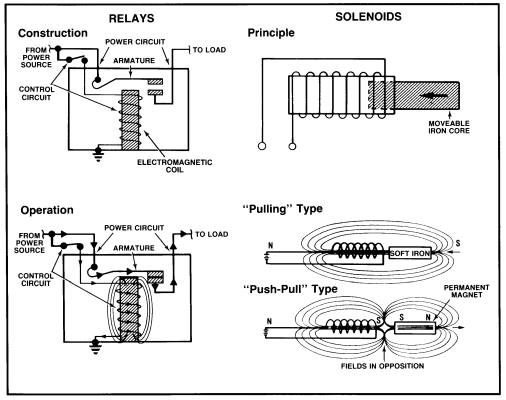 RELAYS
Construction
FROM
POWER
SOURCE
POWER CIRCUIT
TO LOAD
ARMATURE
CONTROL
CIRCUIT
ELECTROMAGNETIC
COIL
Operation
FROM
POWER
SOURCE
POWER CIRCUIT
TO LOAD
ARMATURE
CONTROL
CIRCUIT
SOLENOIDS
Principle
MOVEABLE
IRON CORE
"Pulling" Type
N
S
SOFT IRON
"Push-Pull" Type
PERMANENT
MAGNET
N
S
S
N
FIELDS IN OPPOSITION